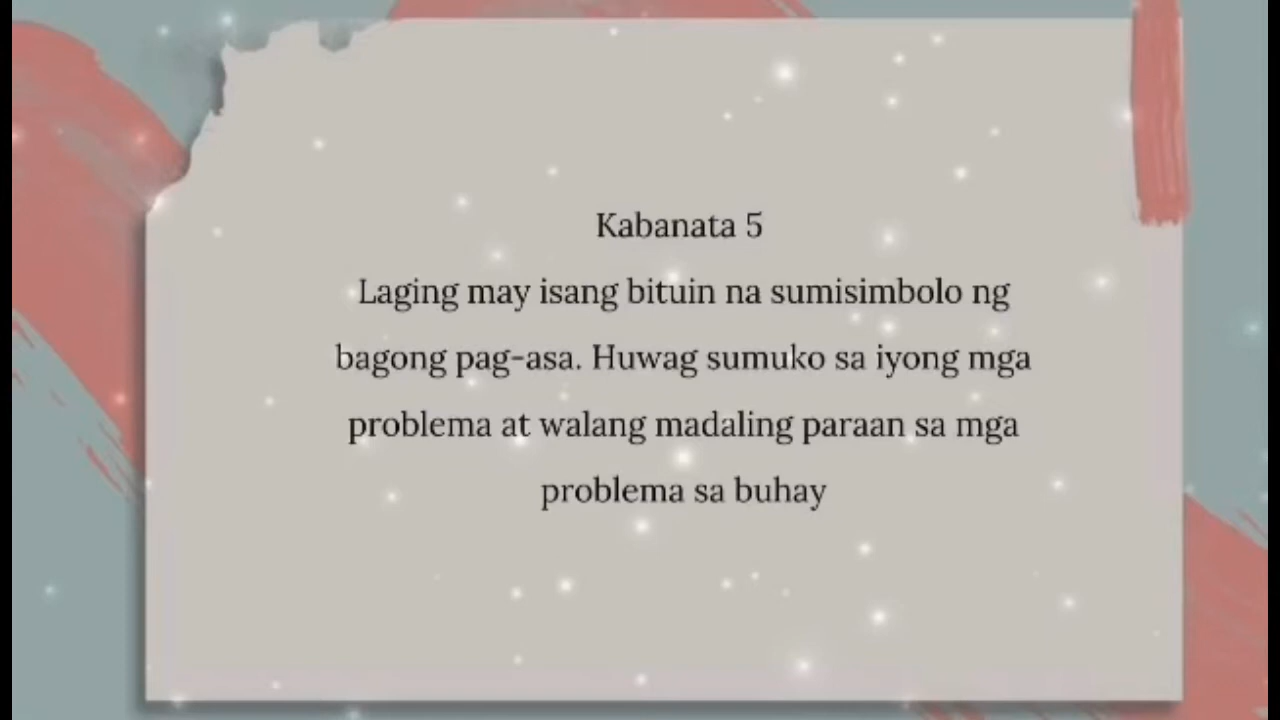 Kabanata 5
Laging may isang bituin na sumisimbolo ng
bagong pag-asa. Huwag sumuko sa iyong mga
problema at walang madaling paraan sa mga
problema sa buhay